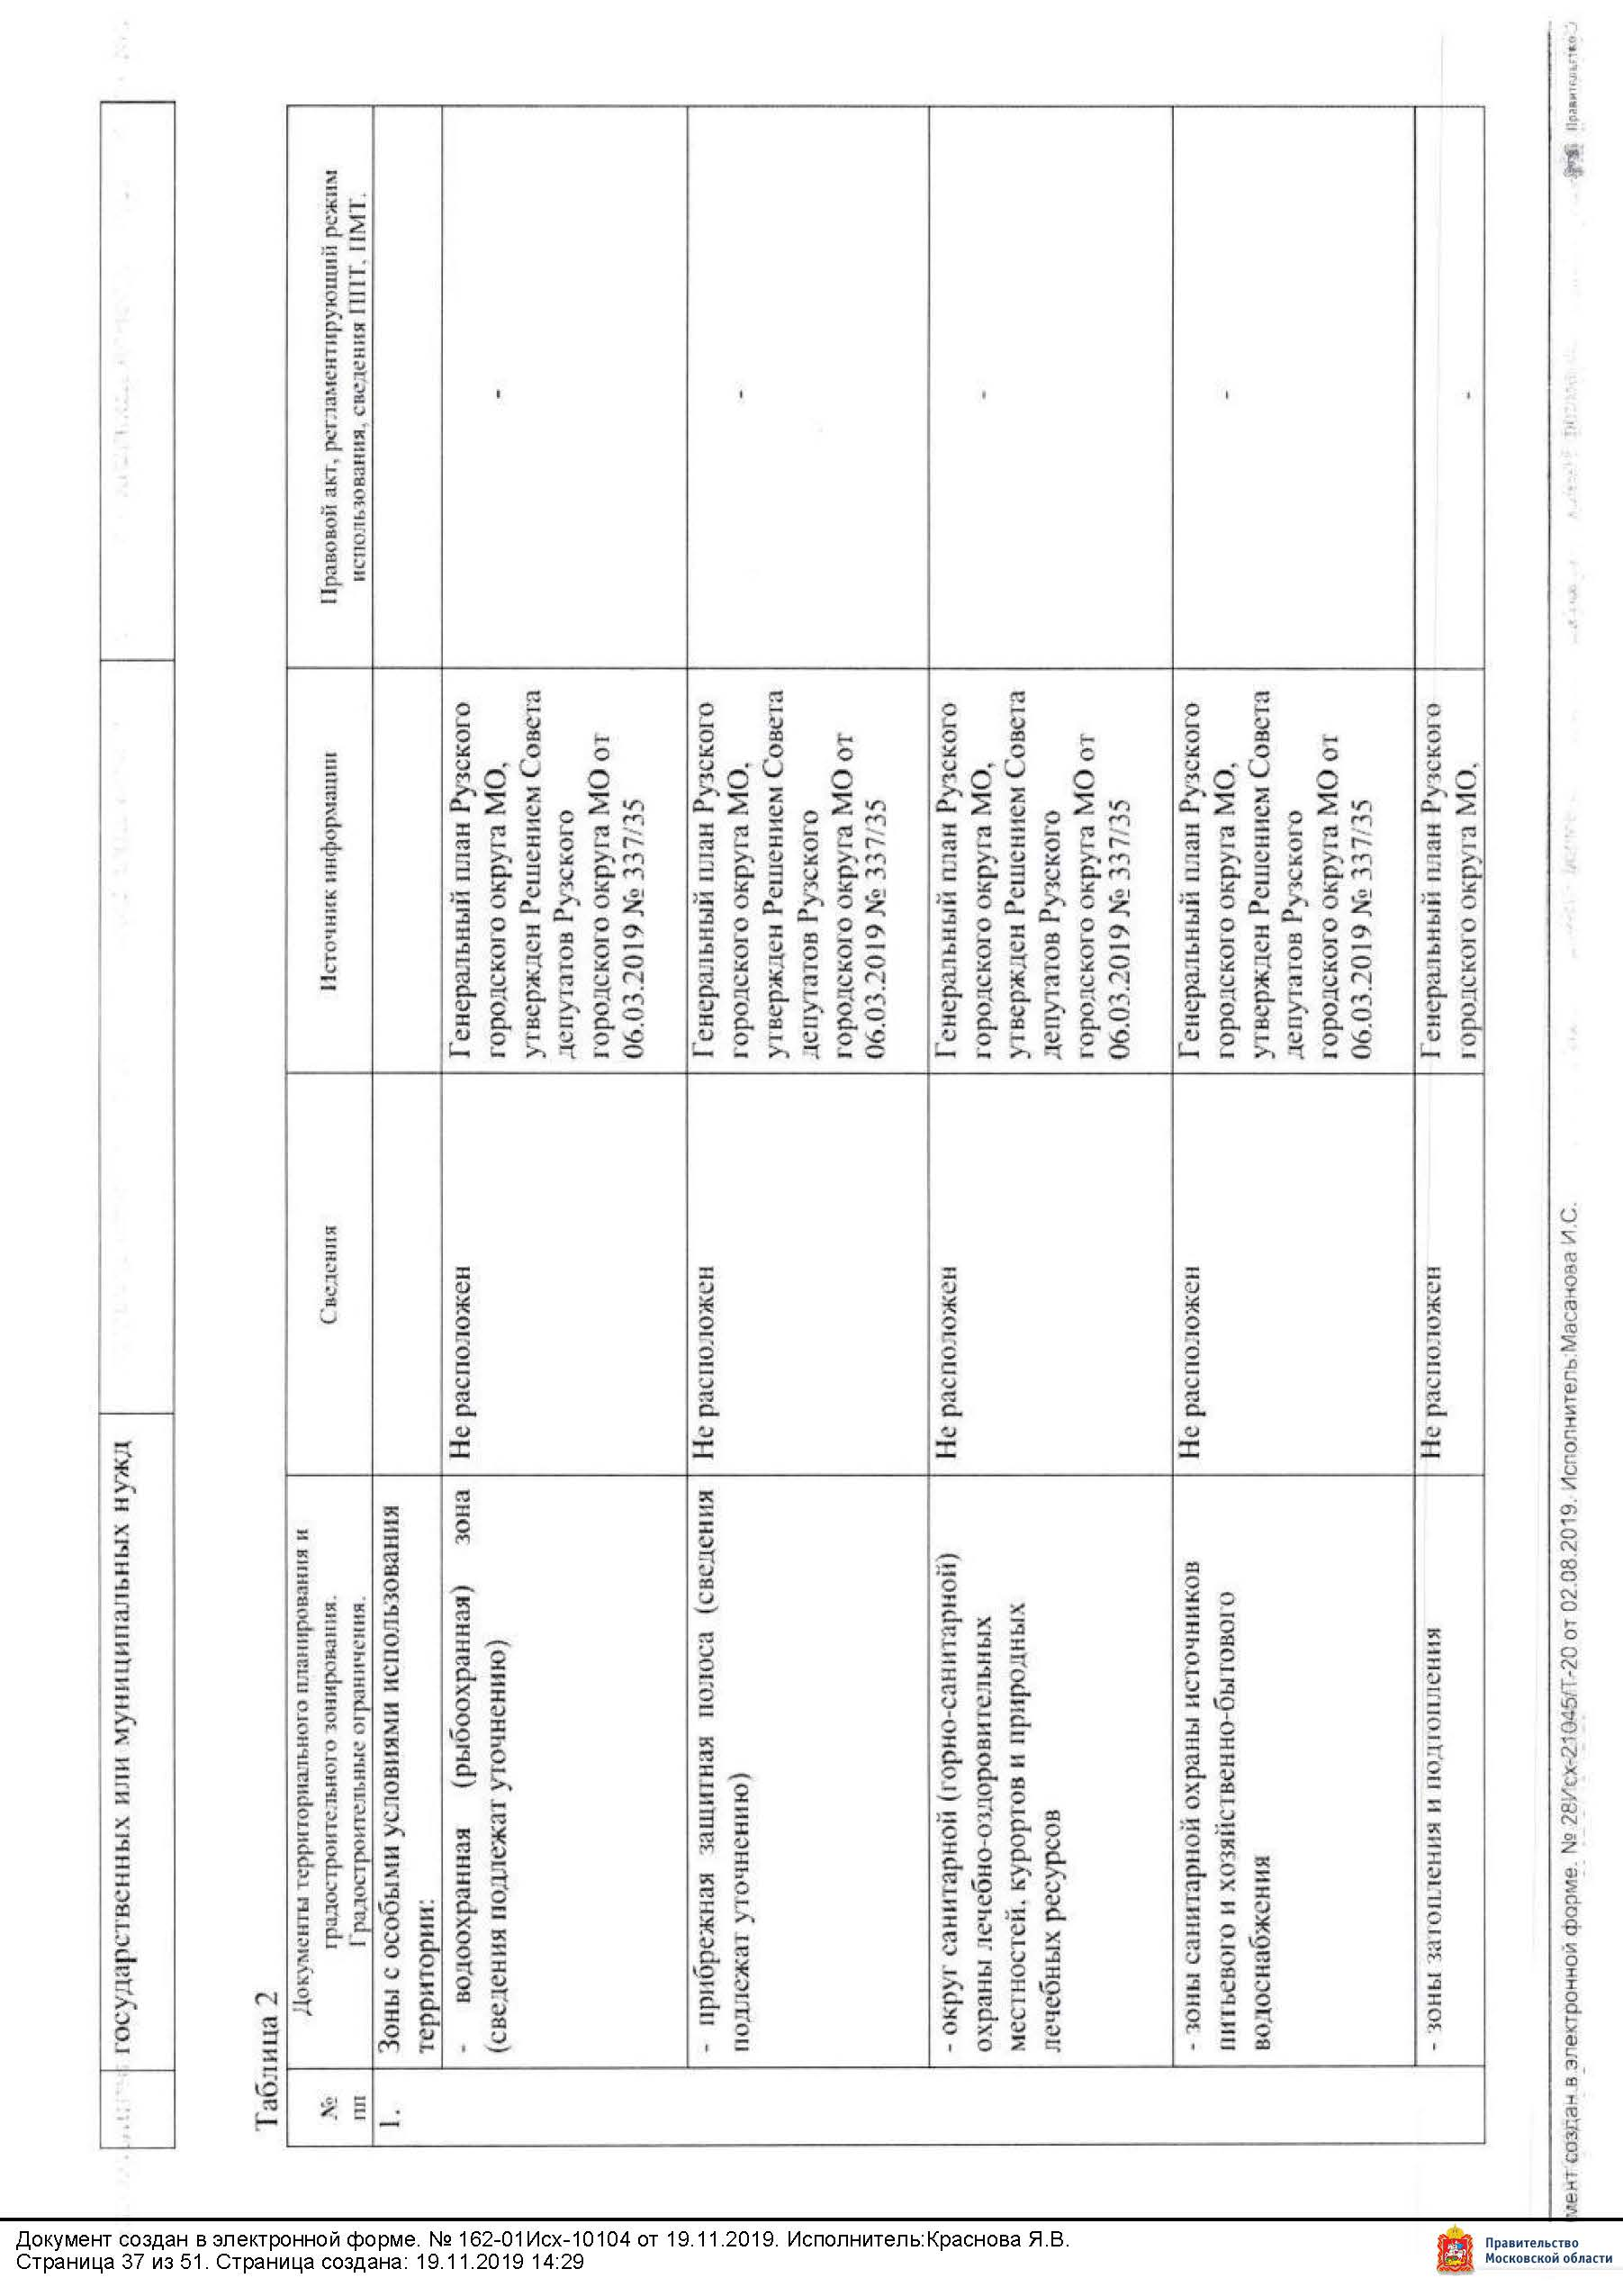 государственных или муниципальных нужд
Таблица 2
№
пп
Документы территориального планирования и
градостроительного зонирования.
Градостроительные ограничения.
Сведения
Источник информации
Правовой акт, регламентирующий режим
использования, сведения ППТ, ПМТ.
1.
Зоны с особыми условиями использования
территории:
- водоохранная (рыбоохранная) зона
(сведения подлежат уточнению)
Не расположен
Генеральный план Рузского
городского округа МО,
утвержден Решением Совета
депутатов Рузского
городского округа МО от
06.03.2019 № 337/35
-
- прибрежная защитная полоса (сведения
подлежат уточнению)
Не расположен
Генеральный план Рузского
городского округа МО,
утвержден Решением Совета
депутатов Рузского
городского округа МО от
06.03.2019 № 337/35
-
- округ санитарной (горно-санитарной)
охраны лечебно-оздоровительных
местностей, курортов и природных
лечебных ресурсов
Не расположен
Генеральный план Рузского
городского округа МО,
утвержден Решением Совета
депутатов Рузского
городского округа МО от
06.03.2019 № 337/35
-
- зоны санитарной охраны источников
питьевого и хозяйственно-бытового
водоснабжения
Не расположен
Генеральный план Рузского
городского округа МО,
утвержден Решением Совета
депутатов Рузского
городского округа МО от
06.03.2019 № 337/35
-
- зоны затопления и подтопления
Не расположен
Генеральный план Рузского
городского округа МО,
-
мент создан в электронной форме. № 28Исх-21045/Т-20 от 02.08.2019. Исполнитель:Масанова И.С.
Правительство
Документ создан в электронной форме. № 162-01Исх-10104 от 19.11.2019. Исполнитель:Краснова Я.В.
Страница 37 из 51. Страница создана: 19.11.2019 14:29
Правительство
Московской области